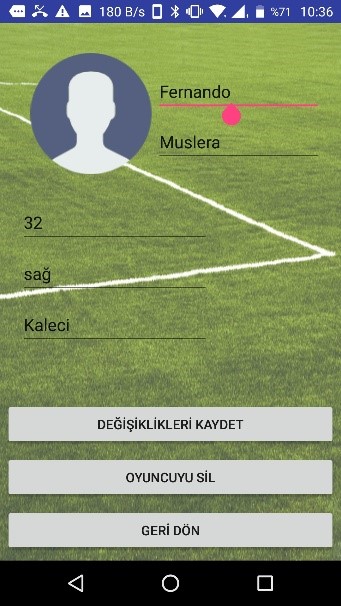 180 B/s %71 10:36
Fernando
Muslera
32
sağ
Kaleci
DEĞİŞİKLİKLERİ KAYDET
OYUNCUYU SİL
GERİ DÖN